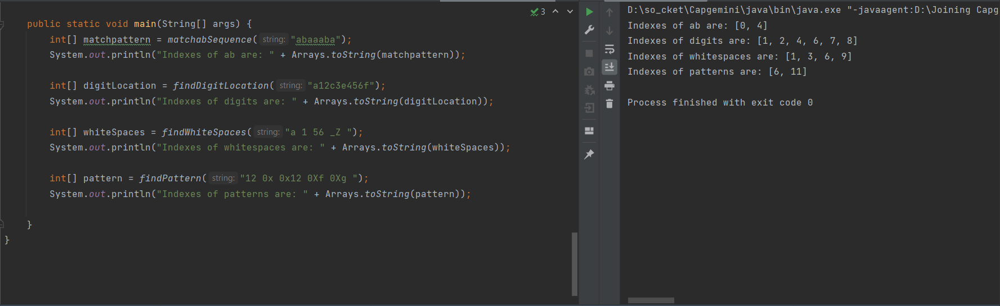 3
public static void main(String[] args) {
int[] matchpattern = matchabSequence( string: "abaaaba");
System.out.println("Indexes of ab are: " + Arrays.toString(matchpattern));
int[] digitLocation = findDigitLocation( string: "a12c3e456f");
System.out.println("Indexes of digits are: " + Arrays.toString(digitLocation));
int[] whiteSpaces = findWhiteSpaces( string: "a 1 56 _Z ");
System.out.println("Indexes of whitespaces are: " + Arrays.toString(whiteSpaces));
int[] pattern = findPattern( string: "12 0x 0x12 0Xf 0Xg ");
System.out.println("Indexes of patterns are: " + Arrays.toString(pattern));
}
}
D:\so_cket\Capgemini\java\bin\java.exe "-javaagent:D:\Joining Capg
Indexes of ab are: [0, 4]
Indexes of digits are: [1, 2, 4, 6, 7, 8]
Indexes of whitespaces are: [1, 3, 6, 9]
Indexes of patterns are: [6, 11]
Process finished with exit code 0